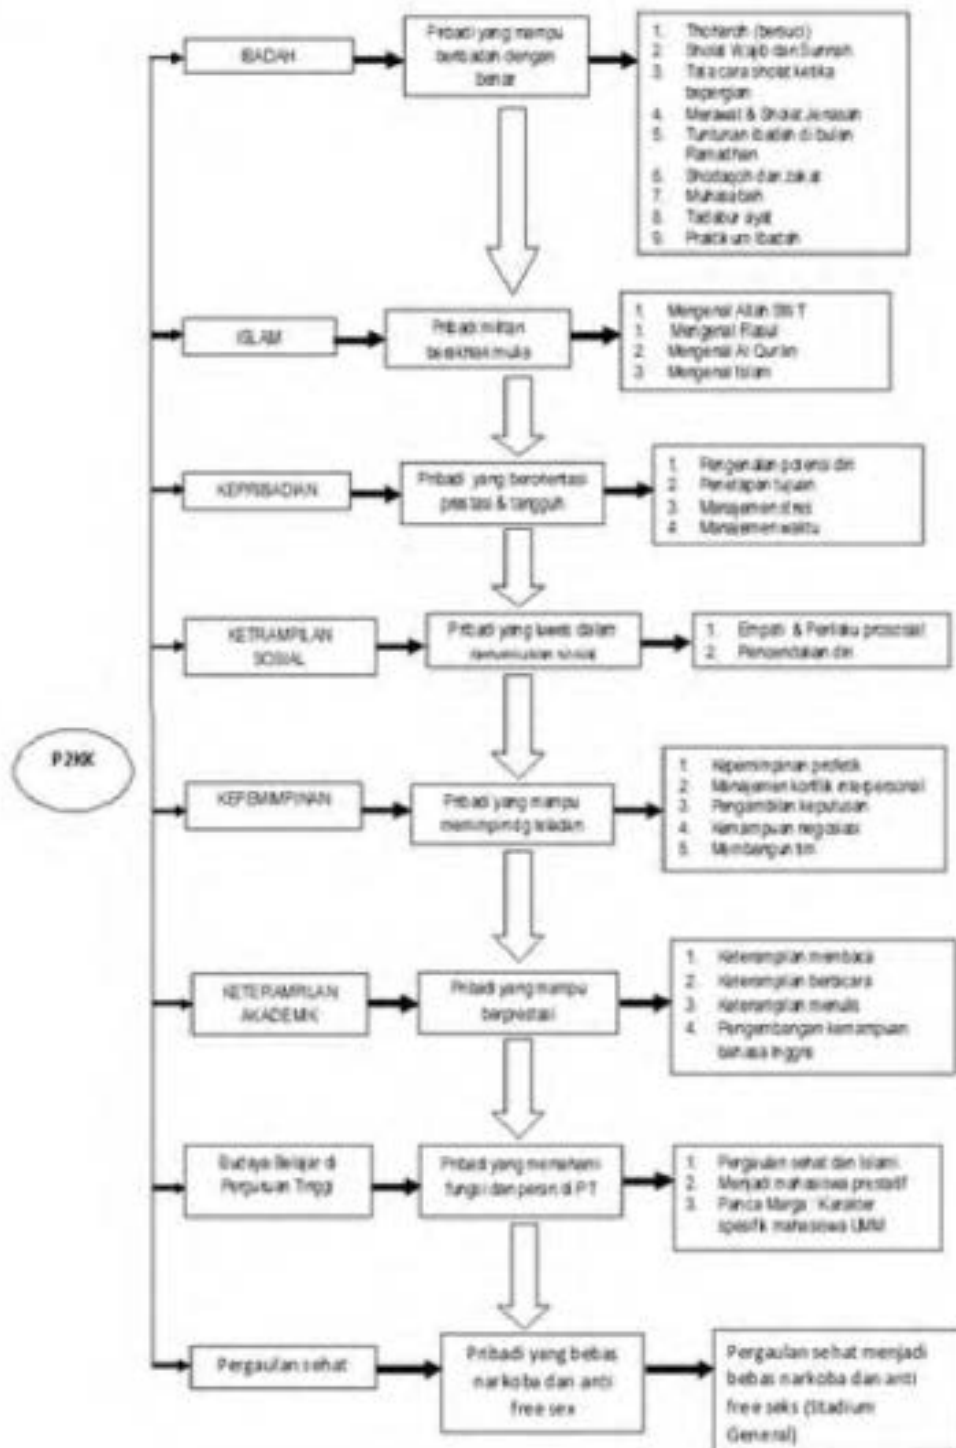 IBADAH
Pribadi yang mampu
beribadah dengan
benar
1. Thoharoh (bersuci)
2. Sholat Wajib dan Sunnah
3. Tata cara sholat ketika
bepergian
4. Merawat & Sholat Jenasah
5. Tuntunan ibadah di bulan
Ramadhan
6. Shodaqoh dan zakat
7. Muhasabah
8. Tadabur ayat
9. Praktikum Ibadah
ISLAM
Pribadi
berakhlak mulia
1. Mengenal Allah SWT
1. Mengenal Rasul
2. Mengenal Al Qur'an
3. Mengenal Islam
KEPRIBADIAN
Pribadi yang berorientasi
prestasi & tangguh
1. Pengenalan potensi diri
2. Penetapan tujuan
3. Manajemen stres
4. Manajemen waktu
KETRAMPILAN
SOSIAL
Pribadi yang luwes dalam
sosial
1. Empati & Perilaku prososial
2. Pengendalian diri
P2KK
KEPEMIMPINAN
Pribadi yang mampu
memimpin dg teladan
1. Kepemimpinan profetik
2. Manajemen konflik interpersonal
3. Pengambilan keputusan
4. Kemampuan negosiasi
5. Membangun tim
KETERAMPILAN
AKADEMIK
Pribadi yang mampu
berprestasi
1. Keterampilan membaca
2. Keterampilan berbicara
3. Keterampilan menulis
4. Pengembangan kemampuan
bahasa Inggris
Budaya Belajar di
Perguruan Tinggi
Pribadi yang memahami
fungsi dan peran di PT
1. Pergaulan sehat dan Islami
2. Menjadi mahasiswa prestatif
3. Panca Marga : Karakter
spesifik mahasiswa UMM
Pergaulan sehat
Pribadi yang bebas
narkoba dan anti
free sex
Pergaulan sehat menjadi
bebas narkoba dan anti
free seks (Stadium
General)